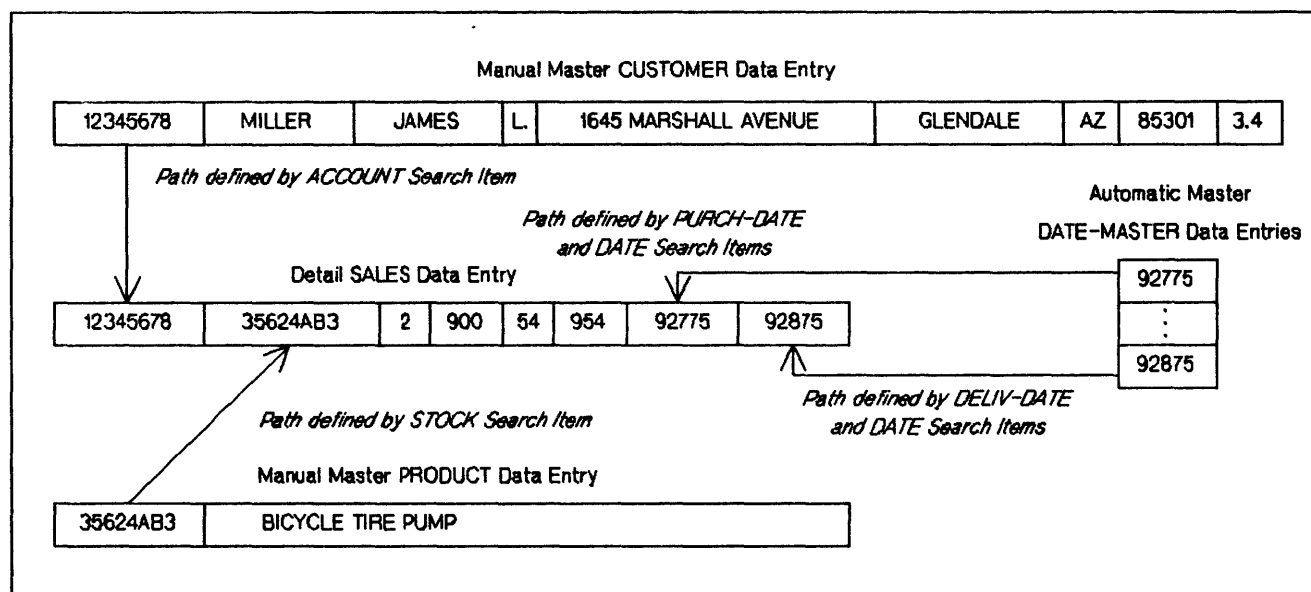 Manual Master CUSTOMER Data Entry
12345678 MILLER JAMES L. 1645 MARSHALL AVENUE GLENDALE AZ 85301 3.4
Path defined by ACCOUNT Search Item
Automatic Master
DATE-MASTER Data Entries
Path defined by PURCH-DATE
and DATE Search Items
92775
⋮
92875
Detail SALES Data Entry
12345678 35624AB3 2 900 54 954 92775 92875
Path defined by DELIV-DATE
and DATE Search Items
Path defined by STOCK Search Item
Manual Master PRODUCT Data Entry
35624AB3 BICYCLE TIRE PUMP